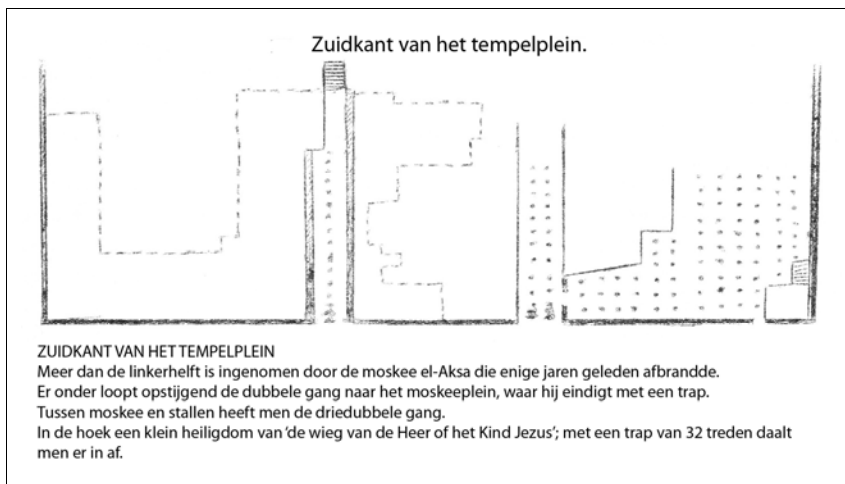 Zuidkant van het tempelplein.
ZUIDKANT VAN HET TEMPELPLEIN
Meer dan de linkerhelft is ingenomen door de moskee el-Aksa die enige jaren geleden afbrandde.
Er onder loopt opstijgend de dubbele gang naar het moskeeplein, waar hij eindigt met een trap.
Tussen moskee en stallen heeft men de driedubbele gang.
In de hoek een klein heiligdom van ‘de wieg van de Heer of het Kind Jezus’; met een trap van 32 treden daalt
men er in af.